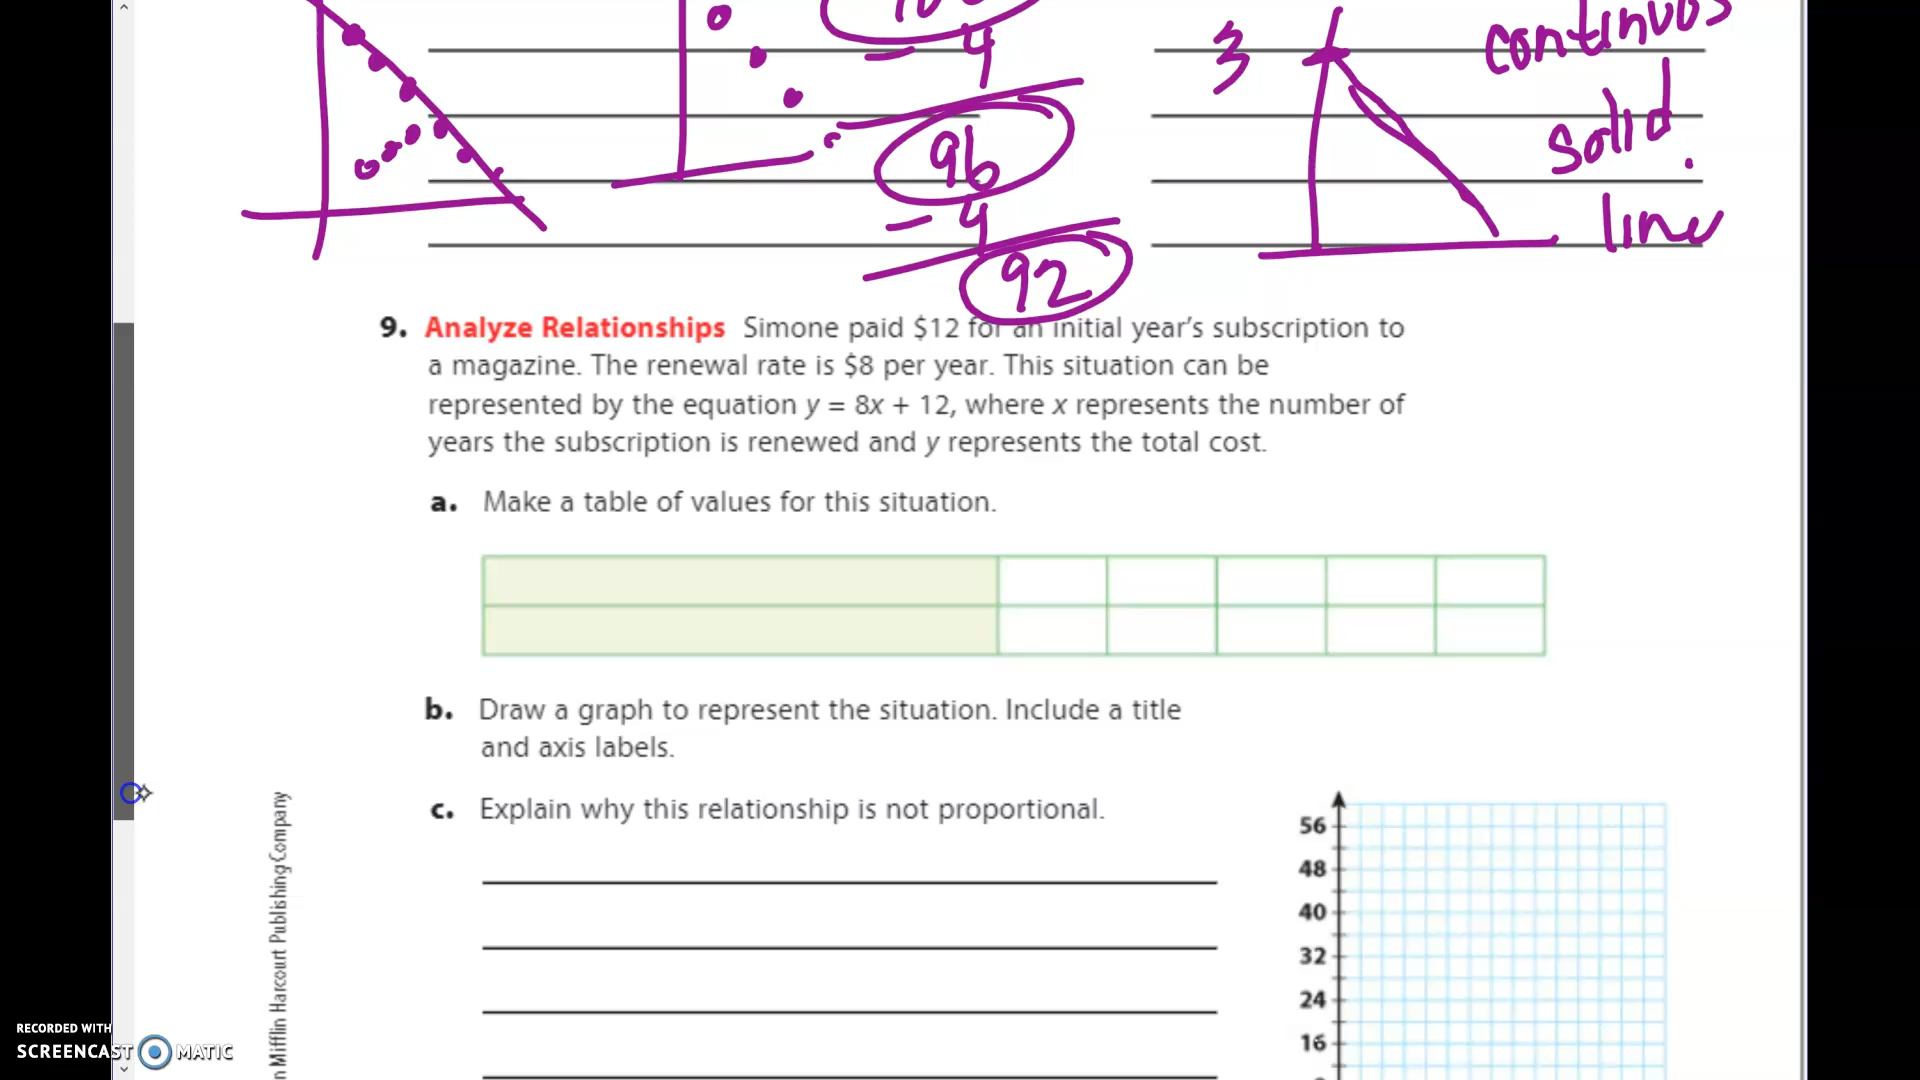 continuos
- 4
3
solid
96
- 4
line
92
9. Analyze Relationships Simone paid $12 for an initial year's subscription to
a magazine. The renewal rate is $8 per year. This situation can be
represented by the equation y = 8x + 12, where x represents the number of
years the subscription is renewed and y represents the total cost.
a. Make a table of values for this situation.
b. Draw a graph to represent the situation. Include a title
and axis labels.
c. Explain why this relationship is not proportional.
56
48
40
32
24
16
n Mifflin Harcourt Publishing Company
RECORDED WITH
SCREENCAST MATIC